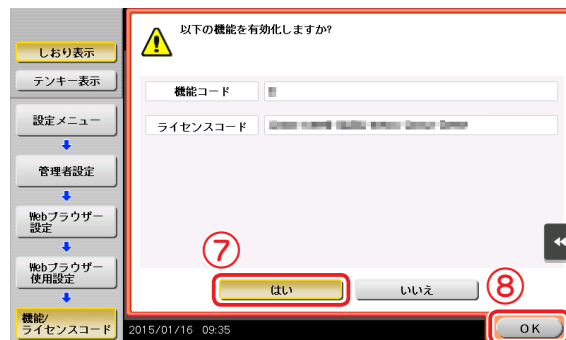 以下の機能を有効化しますか?
しおり表示
テンキー表示
機能コード
設定メニュー
ライセンスコード
管理者設定
Webブラウザー
設定
⑦
Webブラウザー
使用設定
はい
いいえ
⑧
機能/
ライセンスコード
2015/01/16 09:35
OK